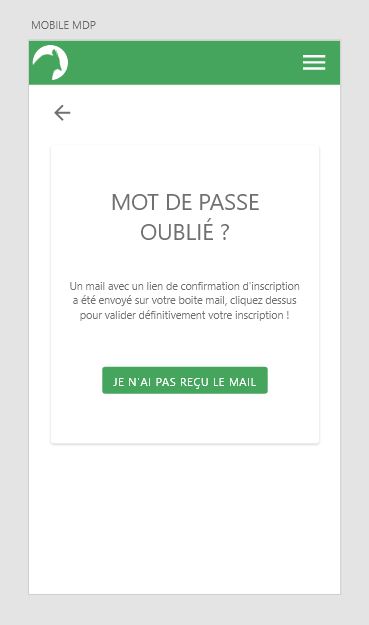 MOBILE MDP
MOT DE PASSE
OUBLIÉ ?
Un mail avec un lien de confirmation d'inscription
a été envoyé sur votre boite mail, cliquez dessus
pour valider définitivement votre inscription !
JE N'AI PAS REÇU LE MAIL